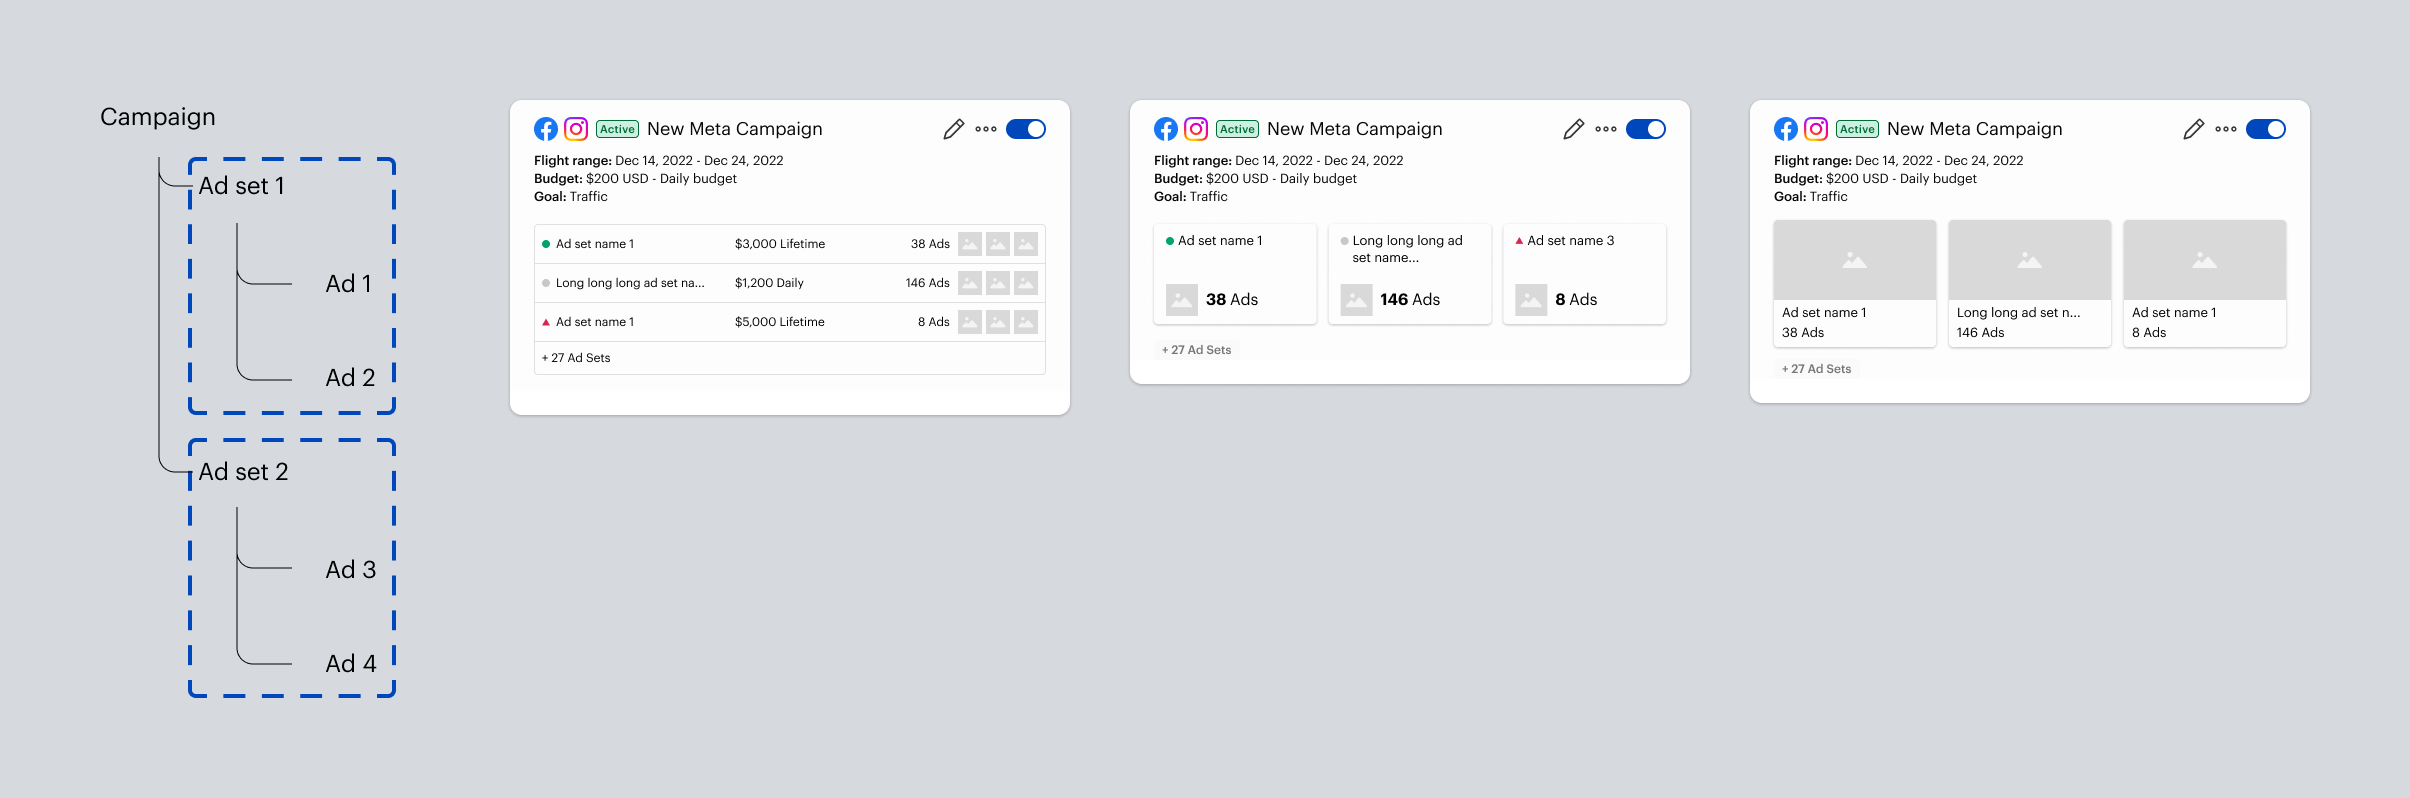 Campaign
Ad set 1
Ad 1
Ad 2
Ad set 2
Ad 3
Ad 4
Active New Meta Campaign
Flight range: Dec 14, 2022 - Dec 24, 2022
Budget: $200 USD - Daily budget
Goal: Traffic
Ad set name 1 $3,000 Lifetime 38 Ads
Long long long ad set na... $1,200 Daily 146 Ads
Ad set name 1 $5,000 Lifetime 8 Ads
+ 27 Ad Sets
Active New Meta Campaign
Flight range: Dec 14, 2022 - Dec 24, 2022
Budget: $200 USD - Daily budget
Goal: Traffic
Ad set name 1
38 Ads
Long long long ad
set name...
146 Ads
Ad set name 3
8 Ads
+ 27 Ad Sets
Active New Meta Campaign
Flight range: Dec 14, 2022 - Dec 24, 2022
Budget: $200 USD - Daily budget
Goal: Traffic
Ad set name 1
38 Ads
Long long ad set n...
146 Ads
Ad set name 1
8 Ads
+ 27 Ad Sets